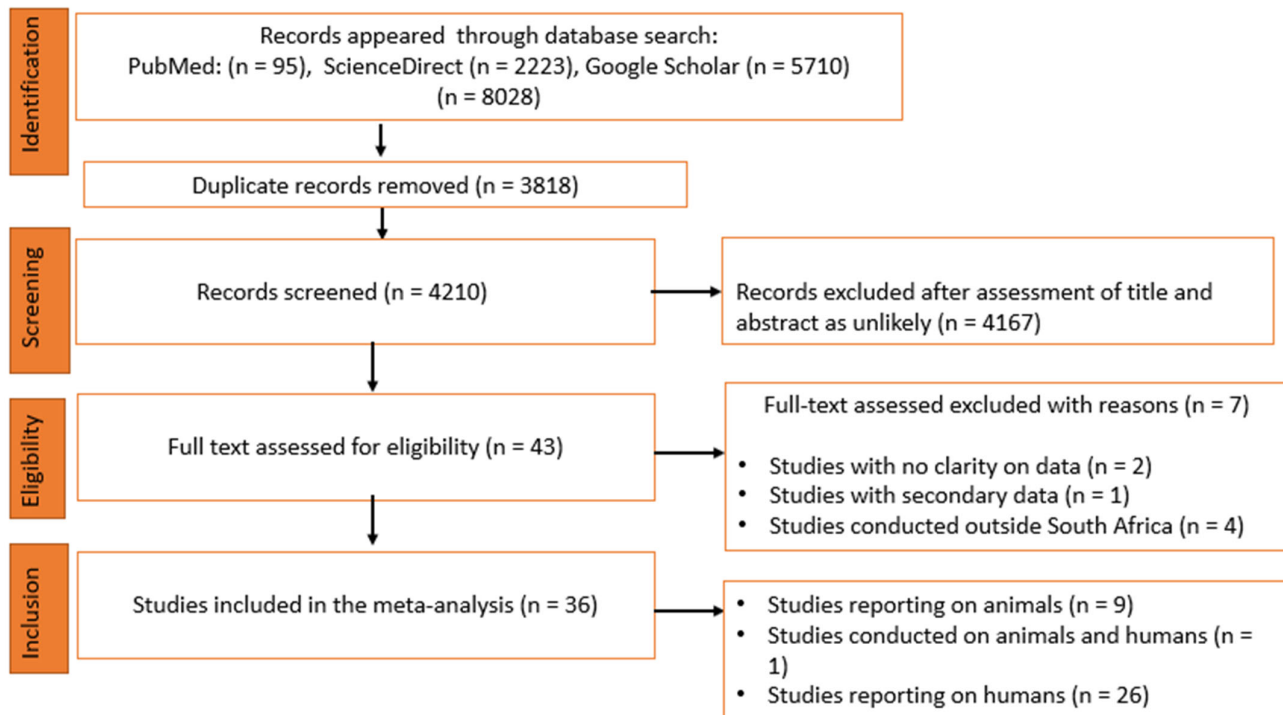 Identification
Records appeared through database search:
PubMed: (n = 95), ScienceDirect (n = 2223), Google Scholar (n = 5710)
(n = 8028)
Duplicate records removed (n = 3818)
Screening
Records screened (n = 4210)
Records excluded after assessment of title and
abstract as unlikely (n = 4167)
Eligibility
Full text assessed for eligibility (n = 43)
Full-text assessed excluded with reasons (n = 7)
• Studies with no clarity on data (n = 2)
• Studies with secondary data (n = 1)
• Studies conducted outside South Africa (n = 4)
Inclusion
Studies included in the meta-analysis (n = 36)
• Studies reporting on animals (n = 9)
• Studies conducted on animals and humans (n =
1)
• Studies reporting on humans (n = 26)